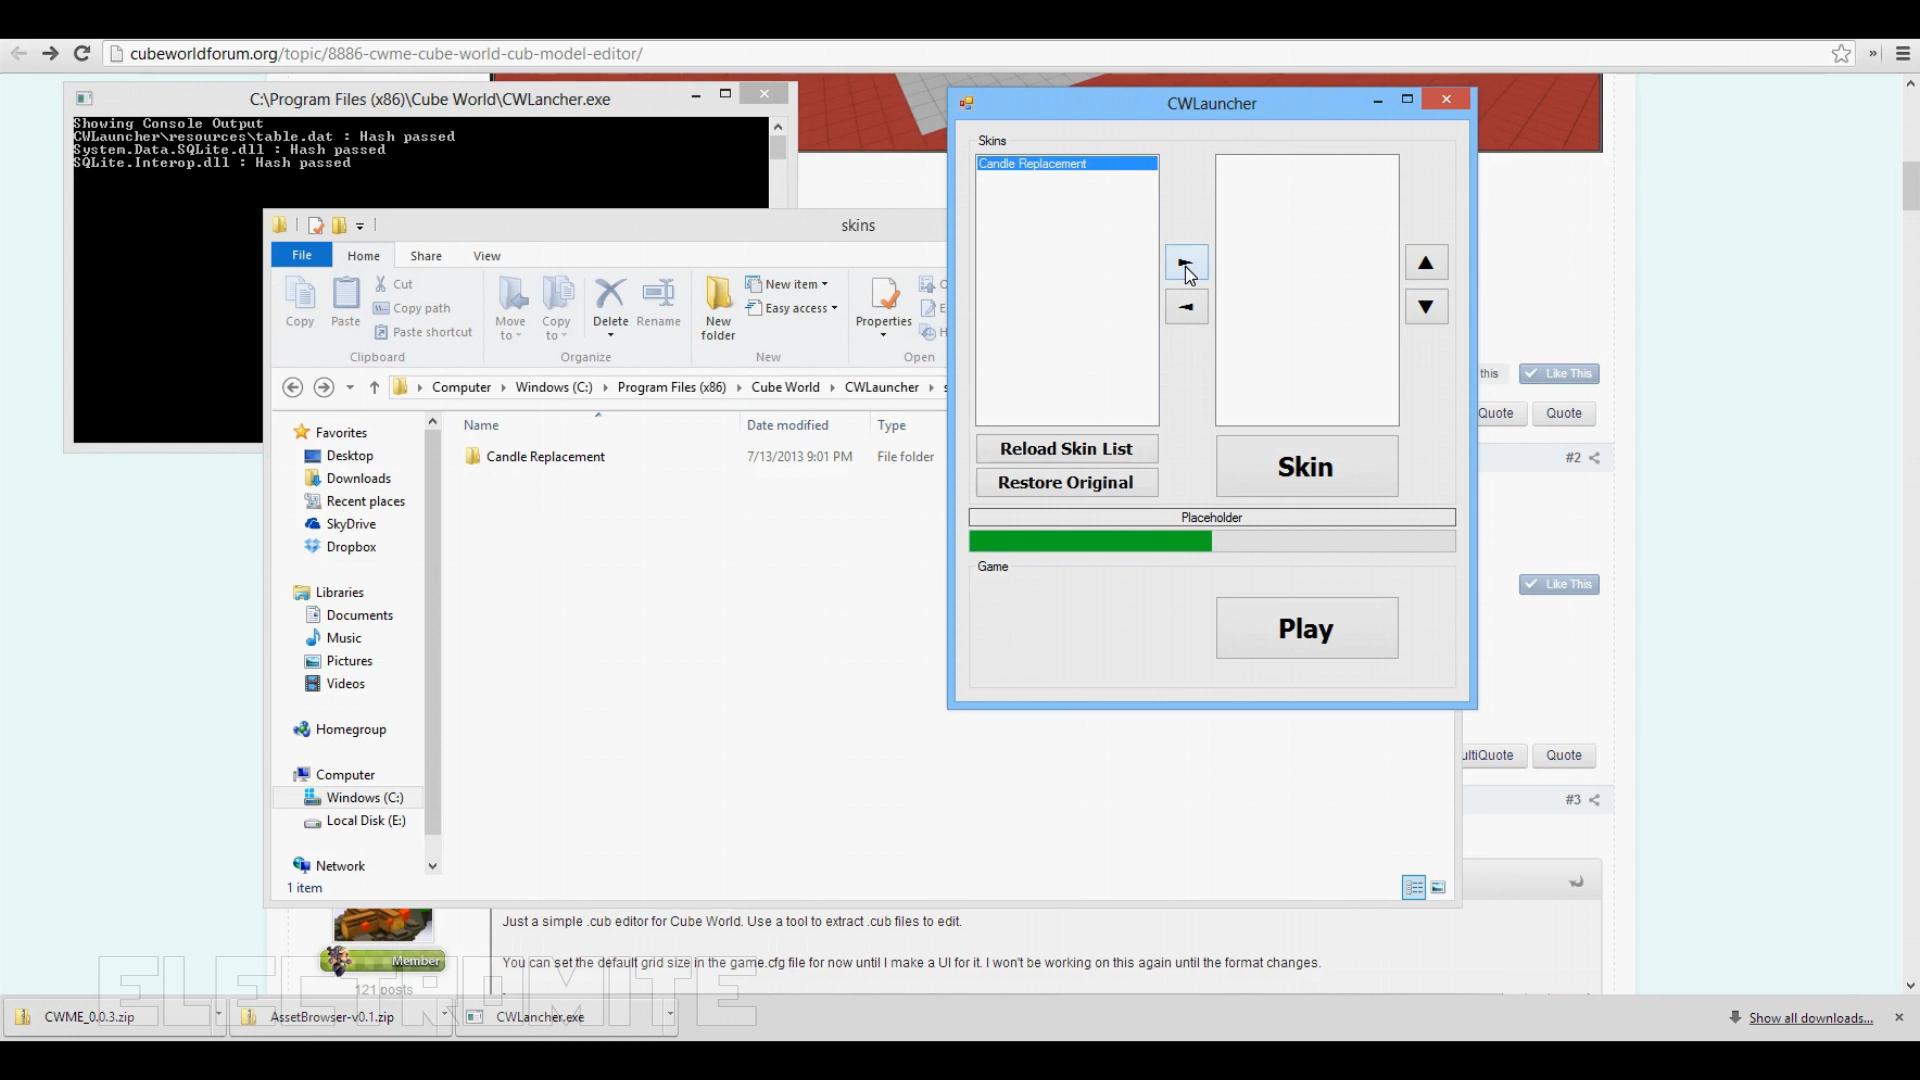 cubeworldforum.org/topic/8886-cwme-cube-world-cub-model-editor/
»
C:\Program Files (x86)\Cube World\CWLancher.exe
Showing Console Output
CWLauncher\resources\table.dat : Hash passed
System.Data.SQLite.dll : Hash passed
SQLite.Interop.dll : Hash passed
skins
File Home Share View
Copy
Paste
Cut
Copy path
Paste shortcut
Clipboard
Move to
Copy to
Delete
Rename
Organize
New folder
New item
Easy access
New
Properties
Open
Computer Windows (C:) Program Files (x86) Cube World CWLauncher
Name Date modified Type
Candle Replacement 7/13/2013 9:01 PM File folder
Favorites
Desktop
Downloads
Recent places
SkyDrive
Dropbox
Libraries
Documents
Music
Pictures
Videos
Homegroup
Computer
Windows (C:)
Local Disk (E:)
Network
1 item
CWLauncher
Skins
Candle Replacement
Reload Skin List
Restore Original
Skin
Placeholder
Game
Play
this Like This
Quote Quote
#2
Like This
ultiQuote Quote
#3
Just a simple .cub editor for Cube World. Use a tool to extract .cub files to edit.
You can set the default grid size in the game.cfg file for now until I make a UI for it. I won't be working on this again until the format changes.
Member
121 posts
ELECTROMITE
CWME_0.0.3.zip
AssetBrowser-v0.1.zip
CWLancher.exe
Show all downloads...